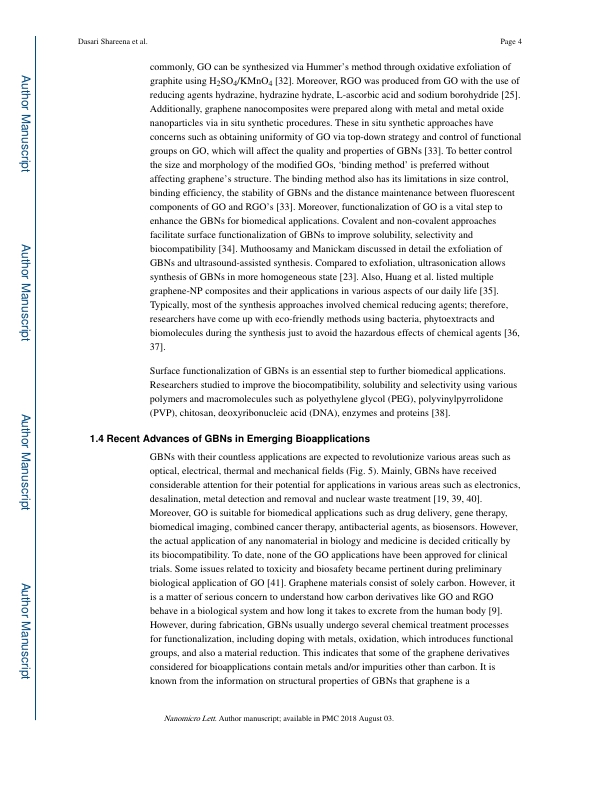 Dasari Shareena et al.
Page 4
commonly, GO can be synthesized via Hummer's method through oxidative exfoliation of
graphite using H2SO4/KMnO4 [32]. Moreover, RGO was produced from GO with the use of
reducing agents hydrazine, hydrazine hydrate, L-ascorbic acid and sodium borohydride [25].
Additionally, graphene nanocomposites were prepared along with metal and metal oxide
nanoparticles via in situ synthetic procedures. These in situ synthetic approaches have
concerns such as obtaining uniformity of GO via top-down strategy and control of functional
groups on GO, which will affect the quality and properties of GBNs [33]. To better control
the size and morphology of the modified GOs, ‘binding method’ is preferred without
affecting graphene's structure. The binding method also has its limitations in size control,
binding efficiency, the stability of GBNs and the distance maintenance between fluorescent
components of GO and RGO's [33]. Moreover, functionalization of GO is a vital step to
enhance the GBNs for biomedical applications. Covalent and non-covalent approaches
facilitate surface functionalization of GBNs to improve solubility, selectivity and
biocompatibility [34]. Muthoosamy and Manickam discussed in detail the exfoliation of
GBNs and ultrasound-assisted synthesis. Compared to exfoliation, ultrasonication allows
synthesis of GBNs in more homogeneous state [23]. Also, Huang et al. listed multiple
graphene-NP composites and their applications in various aspects of our daily life [35].
Typically, most of the synthesis approaches involved chemical reducing agents; therefore,
researchers have come up with eco-friendly methods using bacteria, phytoextracts and
biomolecules during the synthesis just to avoid the hazardous effects of chemical agents [36,
37].
Surface functionalization of GBNs is an essential step to further biomedical applications.
Researchers studied to improve the biocompatibility, solubility and selectivity using various
polymers and macromolecules such as polyethylene glycol (PEG), polyvinylpyrrolidone
(PVP), chitosan, deoxyribonucleic acid (DNA), enzymes and proteins [38].
1.4 Recent Advances of GBNs in Emerging Bioapplications
GBNs with their countless applications are expected to revolutionize various areas such as
optical, electrical, thermal and mechanical fields (Fig. 5). Mainly, GBNs have received
considerable attention for their potential for applications in various areas such as electronics,
desalination, metal detection and removal and nuclear waste treatment [19, 39, 40].
Moreover, GO is suitable for biomedical applications such as drug delivery, gene therapy,
biomedical imaging, combined cancer therapy, antibacterial agents, as biosensors. However,
the actual application of any nanomaterial in biology and medicine is decided critically by
its biocompatibility. To date, none of the GO applications have been approved for clinical
trials. Some issues related to toxicity and biosafety became pertinent during preliminary
biological application of GO [41]. Graphene materials consist of solely carbon. However, it
is a matter of serious concern to understand how carbon derivatives like GO and RGO
behave in a biological system and how long it takes to excrete from the human body [9].
However, during fabrication, GBNs usually undergo several chemical treatment processes
for functionalization, including doping with metals, oxidation, which introduces functional
groups, and also a material reduction. This indicates that some of the graphene derivatives
considered for bioapplications contain metals and/or impurities other than carbon. It is
known from the information on structural properties of GBNs that graphene is a
Nanomicro Lett. Author manuscript; available in PMC 2018 August 03.
Author Manuscript
Author Manuscript
Author Manuscript
Author Manuscript